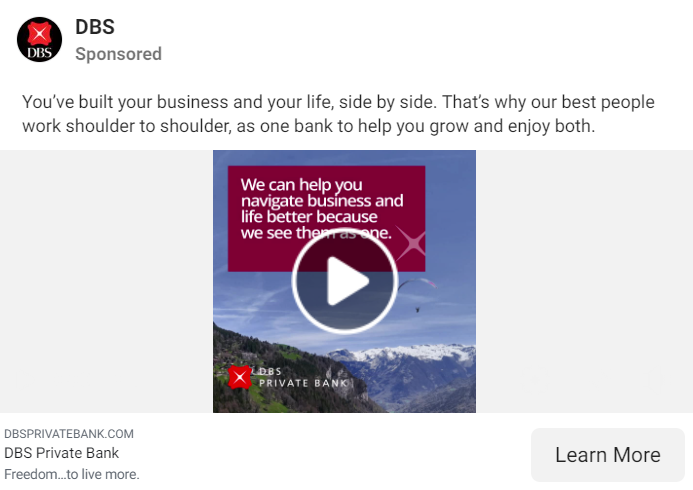 DBS
DBS
Sponsored
You’ve built your business and your life, side by side. That’s why our best people
work shoulder to shoulder, as one bank to help you grow and enjoy both.
We can help you
navigate business and
life better because
we see them as one.
DBS
PRIVATE BANK
DBSPRIVATEBANK.COM
DBS Private Bank
Freedom...to live more.
Learn More